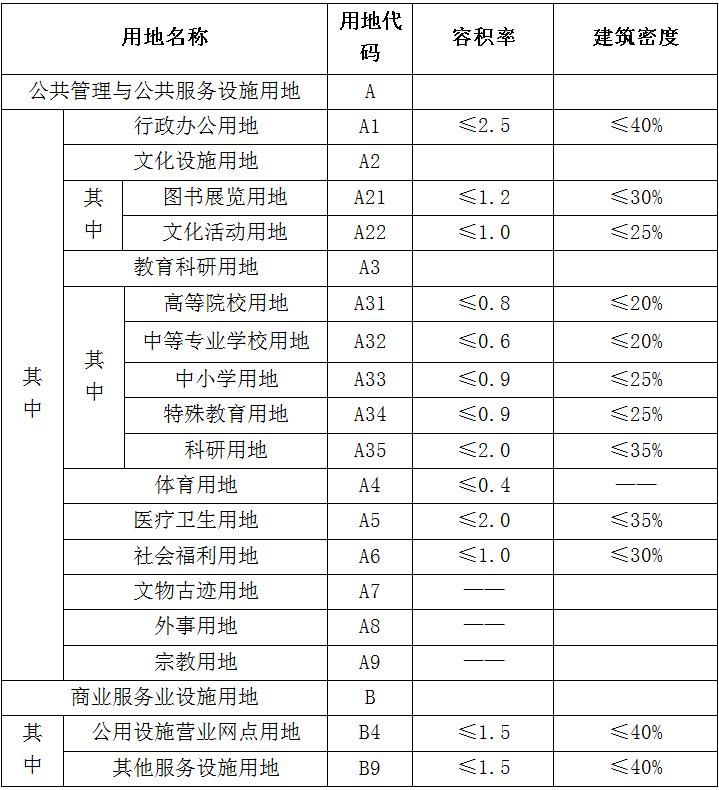 用地名称 用地代码 容积率 建筑密度
公共管理与公共服务设施用地 A
其中
行政办公用地 A1 ≤2.5 ≤40%
文化设施用地 A2
其中
图书展览用地 A21 ≤1.2 ≤30%
文化活动用地 A22 ≤1.0 ≤25%
教育科研用地 A3
其中
高等院校用地 A31 ≤0.8 ≤20%
中等专业学校用地 A32 ≤0.6 ≤20%
中小学用地 A33 ≤0.9 ≤25%
特殊教育用地 A34 ≤0.9 ≤25%
科研用地 A35 ≤2.0 ≤35%
体育用地 A4 ≤0.4 ——
医疗卫生用地 A5 ≤2.0 ≤35%
社会福利用地 A6 ≤1.0 ≤30%
文物古迹用地 A7 ——
外事用地 A8 ——
宗教用地 A9 ——
商业服务业设施用地 B
其中
公用设施营业网点用地 B4 ≤1.5 ≤40%
其他服务设施用地 B9 ≤1.5 ≤40%